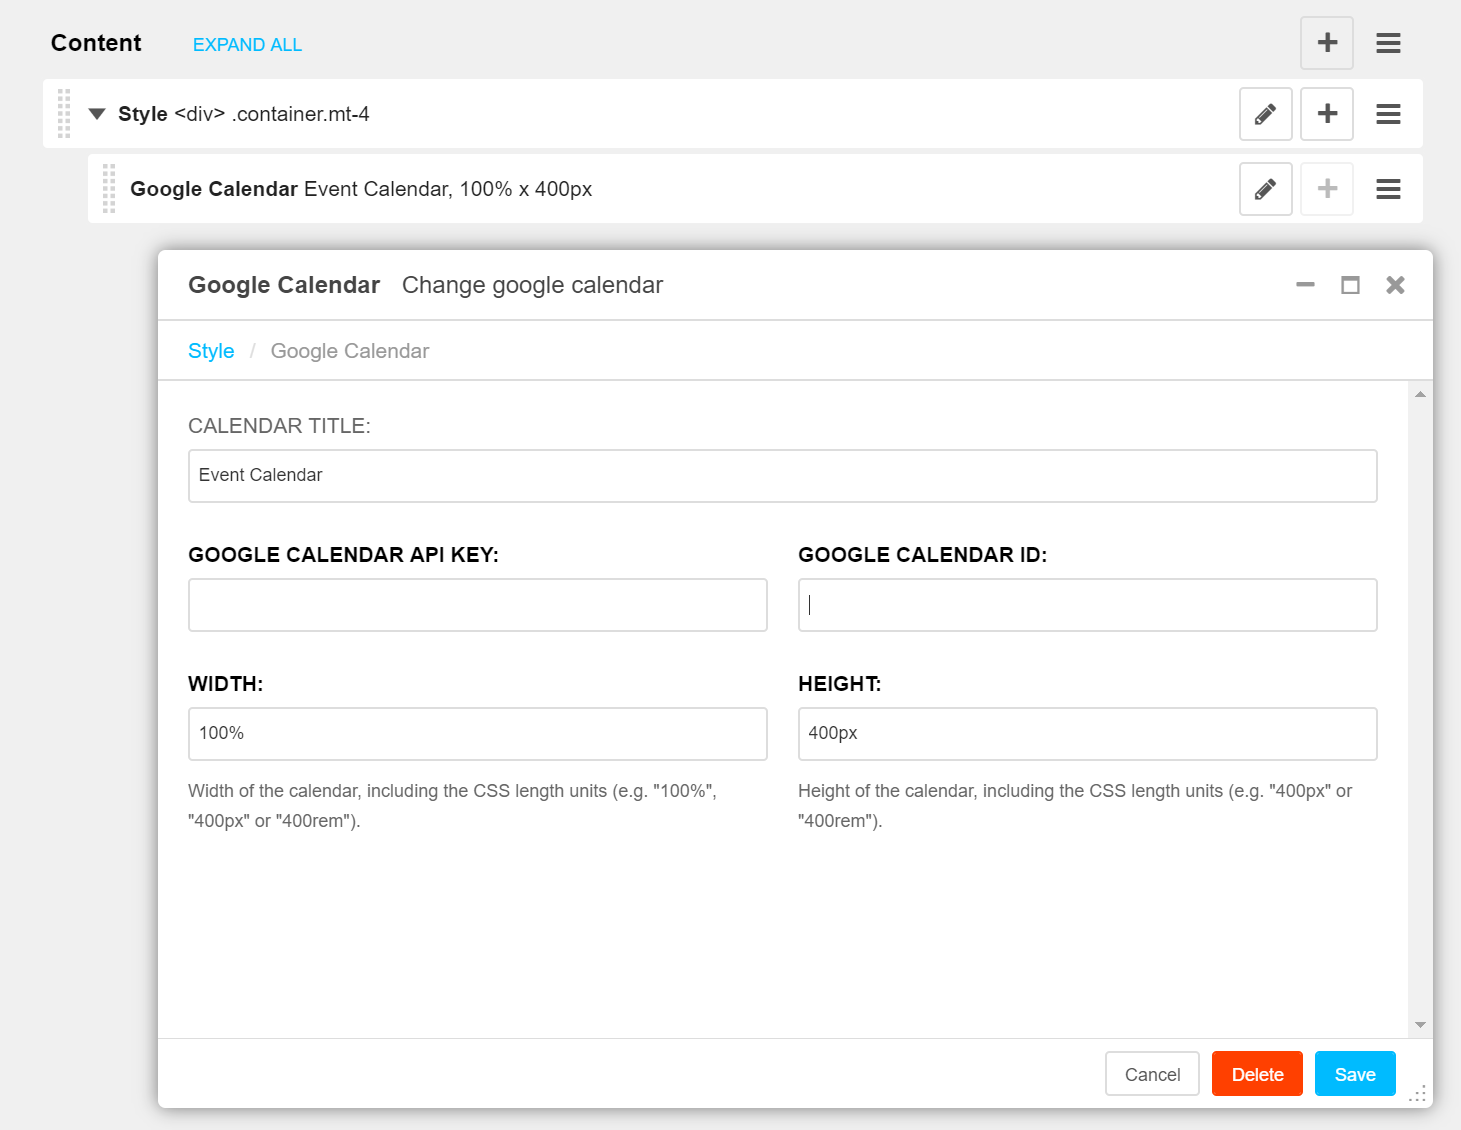 Content EXPAND ALL
Style <div> .container.mt-4
Google Calendar Event Calendar, 100% x 400px
Google Calendar Change google calendar
Style / Google Calendar
CALENDAR TITLE:
Event Calendar
GOOGLE CALENDAR API KEY:
GOOGLE CALENDAR ID:
WIDTH:
HEIGHT:
100%
400px
Width of the calendar, including the CSS length units (e.g. "100%",
"400px" or "400rem").
Height of the calendar, including the CSS length units (e.g. "400px" or
"400rem").
Cancel Delete Save